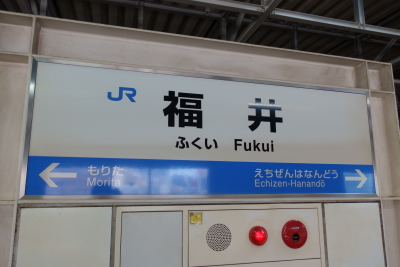 JR 福井
ふくい Fukui
もりた えちぜんはなんどう
Morita Echizen-Hanandō